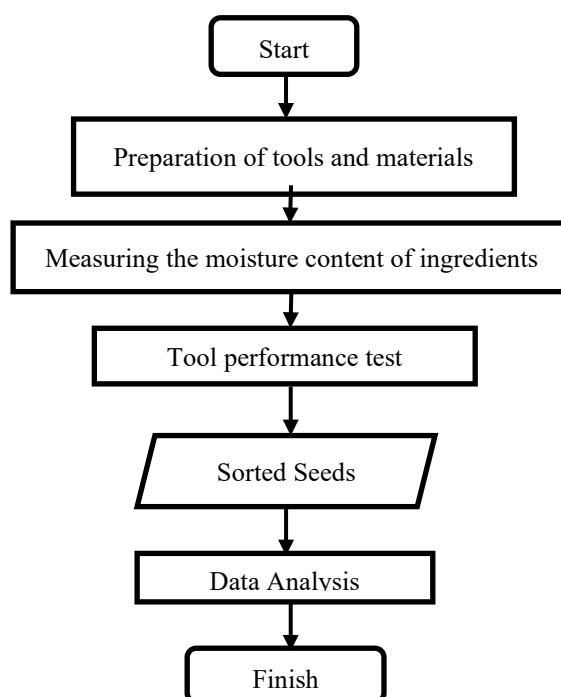 Start
Preparation of tools and materials
Measuring the moisture content of ingredients
Tool performance test
Sorted Seeds
Data Analysis
Finish